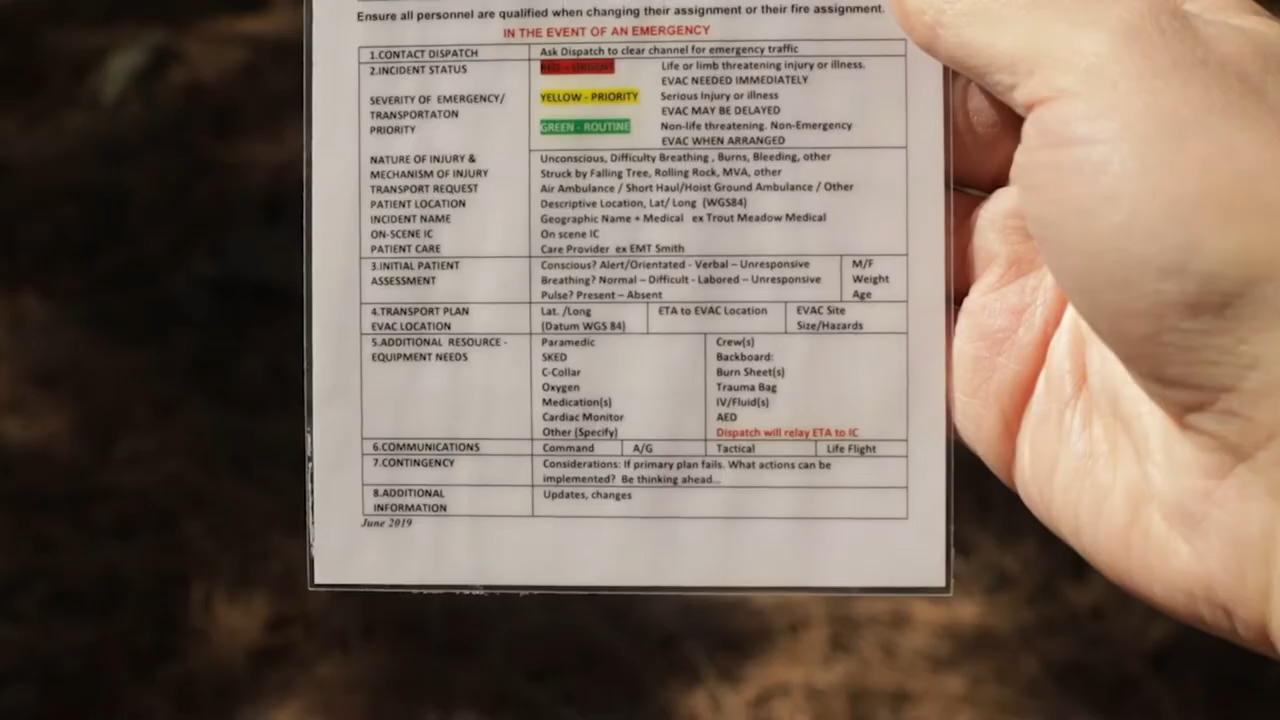 Ensure all personnel are qualified when changing their assignment or their fire assignment.
IN THE EVENT OF AN EMERGENCY
1.CONTACT DISPATCH Ask Dispatch to clear channel for emergency traffic
2.INCIDENT STATUS RED - URGENT Life or limb threatening injury or illness.
EVAC NEEDED IMMEDIATELY
SEVERITY OF EMERGENCY/ YELLOW - PRIORITY Serious Injury or illness
TRANSPORTATON EVAC MAY BE DELAYED
PRIORITY GREEN - ROUTINE Non-life threatening. Non-Emergency
EVAC WHEN ARRANGED
NATURE OF INJURY & Unconscious, Difficulty Breathing , Burns, Bleeding, other
MECHANISM OF INJURY Struck by Falling Tree, Rolling Rock, MVA, other
TRANSPORT REQUEST Air Ambulance / Short Haul/Hoist Ground Ambulance / Other
PATIENT LOCATION Descriptive Location, Lat/ Long (WGS84)
INCIDENT NAME Geographic Name + Medical ex Trout Meadow Medical
ON-SCENE IC On scene IC
PATIENT CARE Care Provider ex EMT Smith
3.INITIAL PATIENT Conscious? Alert/Orientated - Verbal – Unresponsive M/F
ASSESSMENT Breathing? Normal – Difficult - Labored – Unresponsive Weight
Pulse? Present – Absent Age
4.TRANSPORT PLAN Lat. /Long ETA to EVAC Location EVAC Site
EVAC LOCATION (Datum WGS 84) Size/Hazards
5.ADDITIONAL RESOURCE - Paramedic Crew(s)
EQUIPMENT NEEDS SKED Backboard:
C-Collar Burn Sheet(s)
Oxygen Trauma Bag
Medication(s) IV/Fluid(s)
Cardiac Monitor AED
Other (Specify) Dispatch will relay ETA to IC
6.COMMUNICATIONS Command A/G Tactical Life Flight
7.CONTINGENCY Considerations: If primary plan fails. What actions can be
implemented? Be thinking ahead...
8.ADDITIONAL Updates, changes
INFORMATION
June 2019